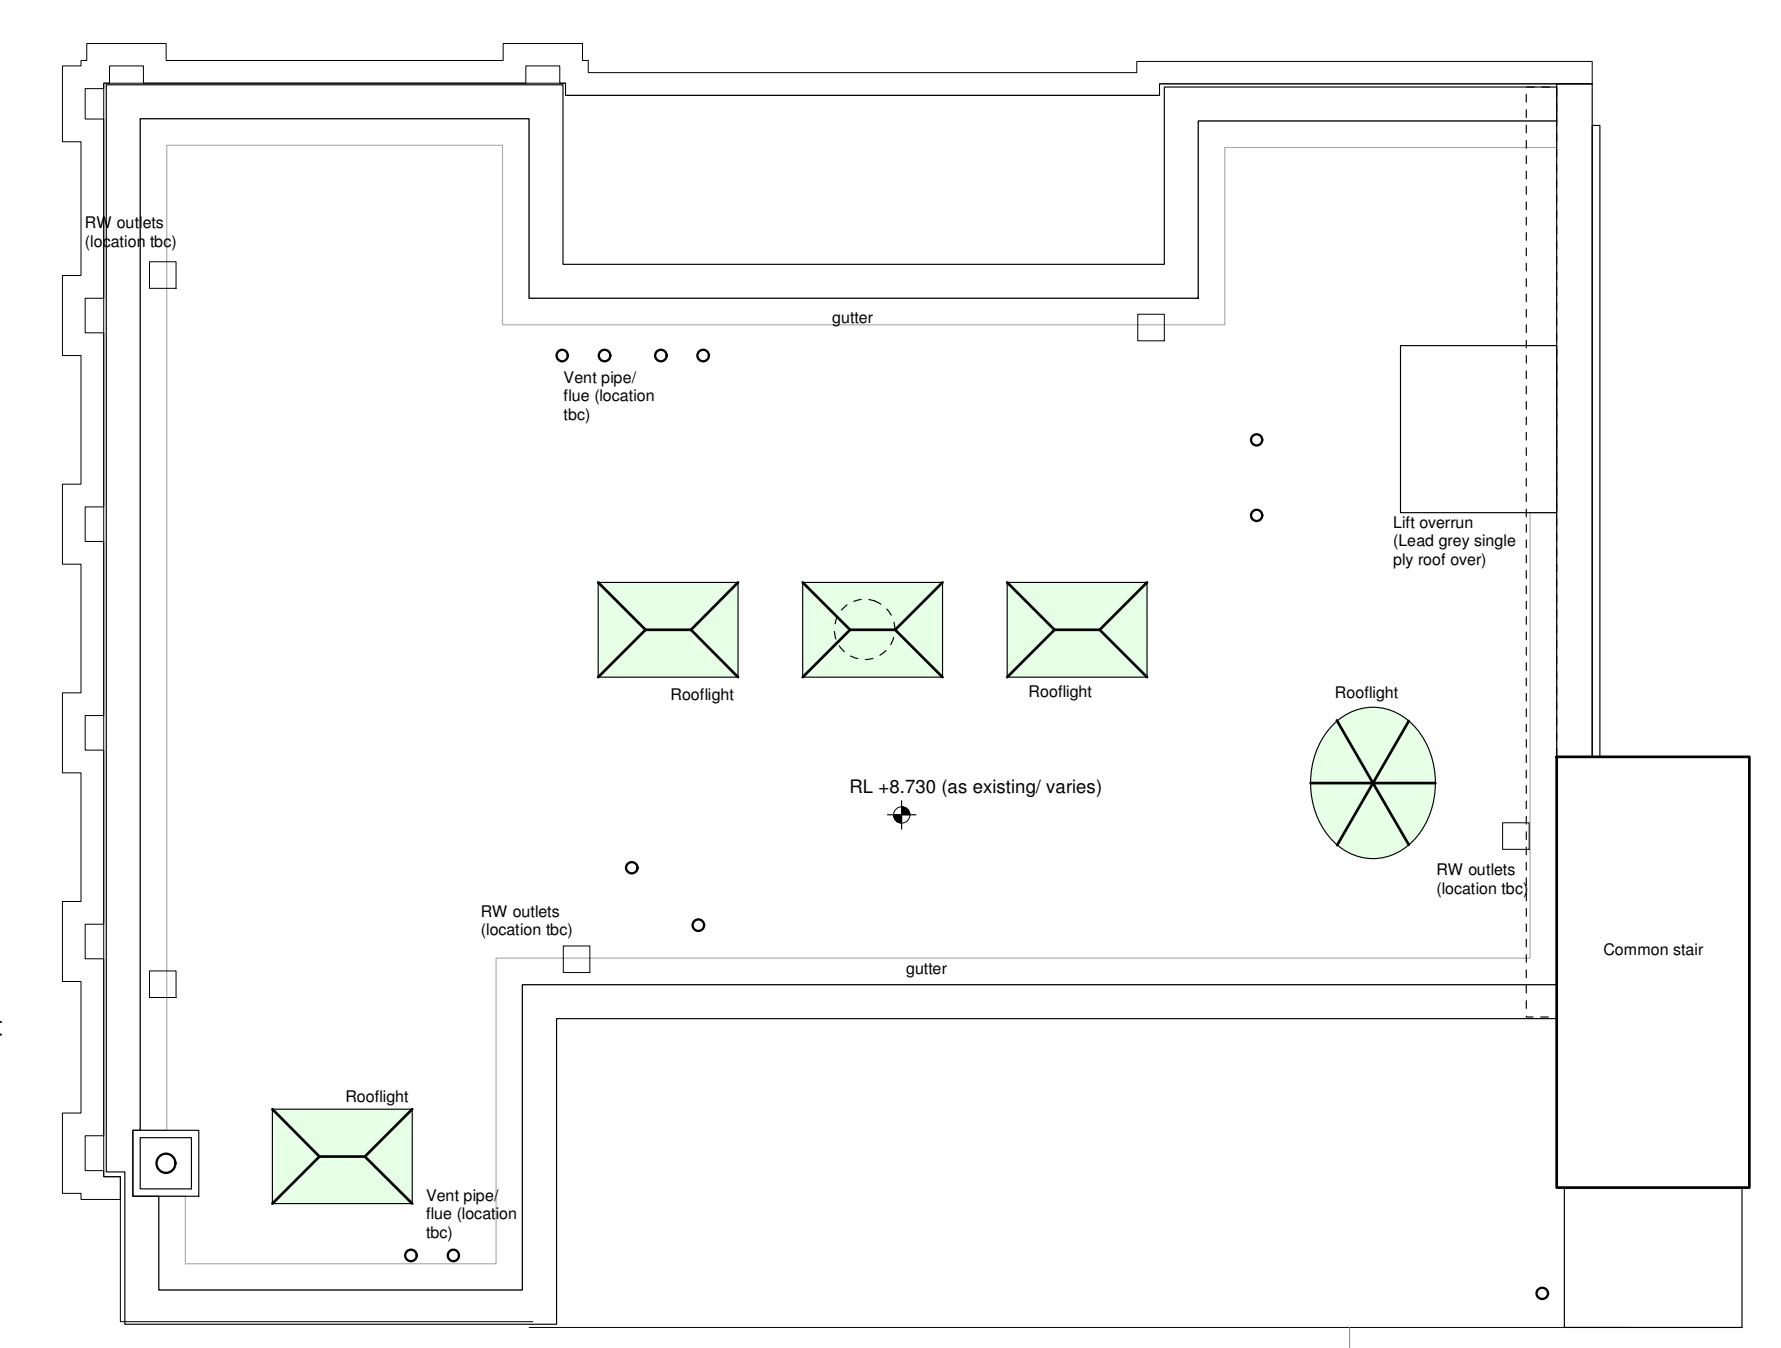 RW outlets
(location tbc)
gutter
Vent pipe/
flue (location
tbc)
Lift overrun
(Lead grey single
ply roof over)
Rooflight
Rooflight
Rooflight
RL +8.730 (as existing/ varies)
RW outlets
(location tbc)
RW outlets
(location tbc)
Common stair
gutter
Rooflight
Vent pipe/
flue (location
tbc)